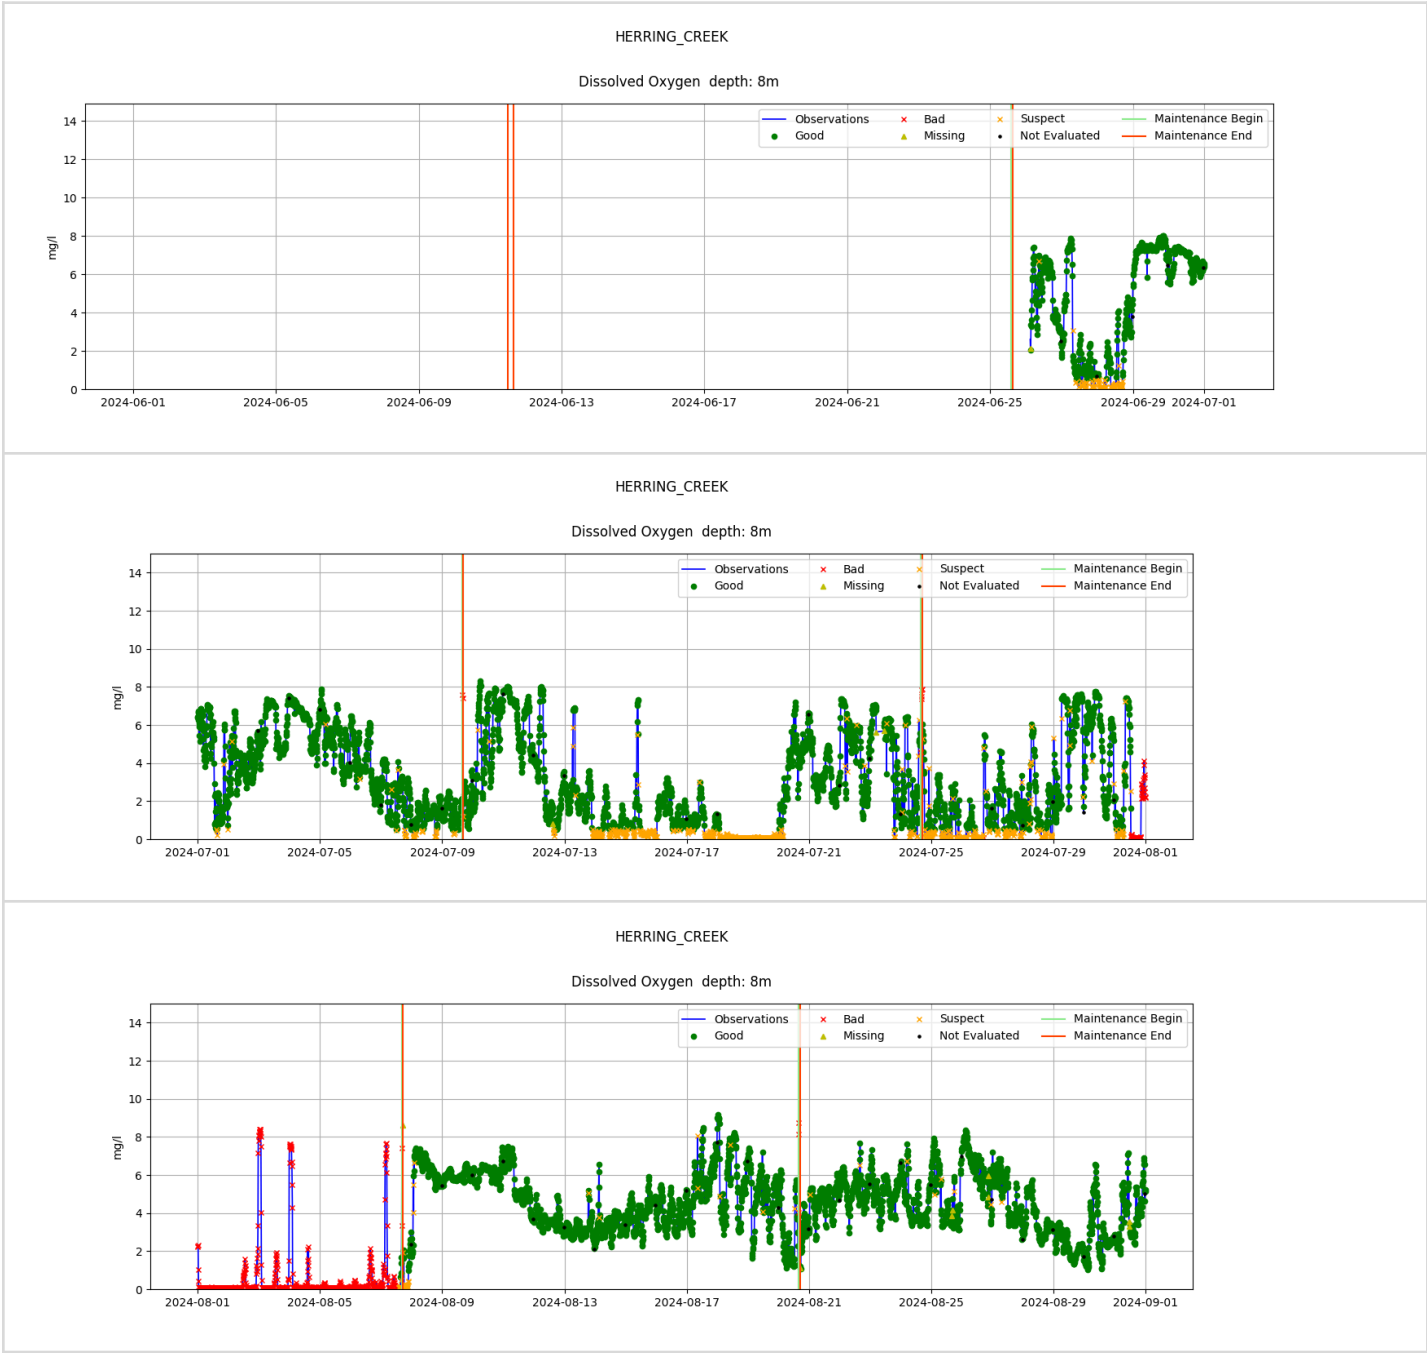 HERRING_CREEK
Dissolved Oxygen depth: 8m
Observations Bad Suspect Maintenance Begin
Good Missing Not Evaluated Maintenance End
14
12
10
8
6
4
2
0
mg/l
2024-06-01 2024-06-05 2024-06-09 2024-06-13 2024-06-17 2024-06-21 2024-06-25 2024-06-29 2024-07-01
HERRING_CREEK
Dissolved Oxygen depth: 8m
Observations Bad Suspect Maintenance Begin
Good Missing Not Evaluated Maintenance End
14
12
10
8
6
4
2
0
mg/l
2024-07-01 2024-07-05 2024-07-09 2024-07-13 2024-07-17 2024-07-21 2024-07-25 2024-07-29 2024-08-01
HERRING_CREEK
Dissolved Oxygen depth: 8m
Observations Bad Suspect Maintenance Begin
Good Missing Not Evaluated Maintenance End
14
12
10
8
6
4
2
0
mg/l
2024-08-01 2024-08-05 2024-08-09 2024-08-13 2024-08-17 2024-08-21 2024-08-25 2024-08-29 2024-09-01